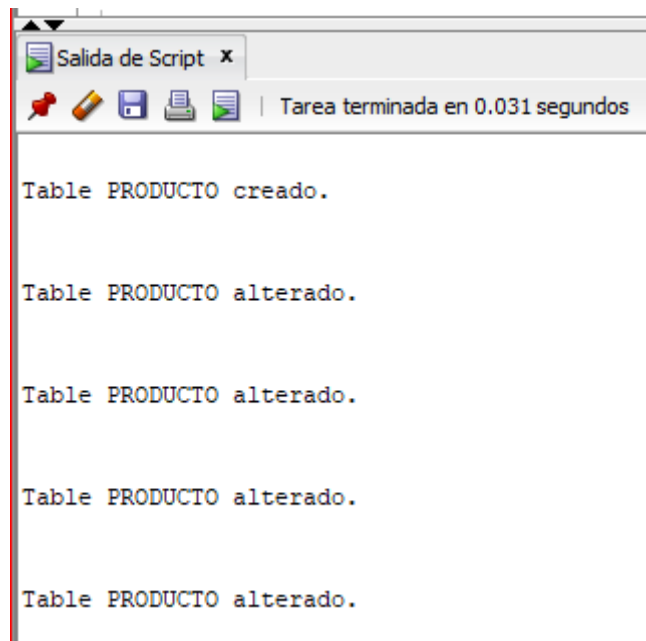 Salida de Script x
Tarea terminada en 0.031 segundos
Table PRODUCTO creado.
Table PRODUCTO alterado.
Table PRODUCTO alterado.
Table PRODUCTO alterado.
Table PRODUCTO alterado.